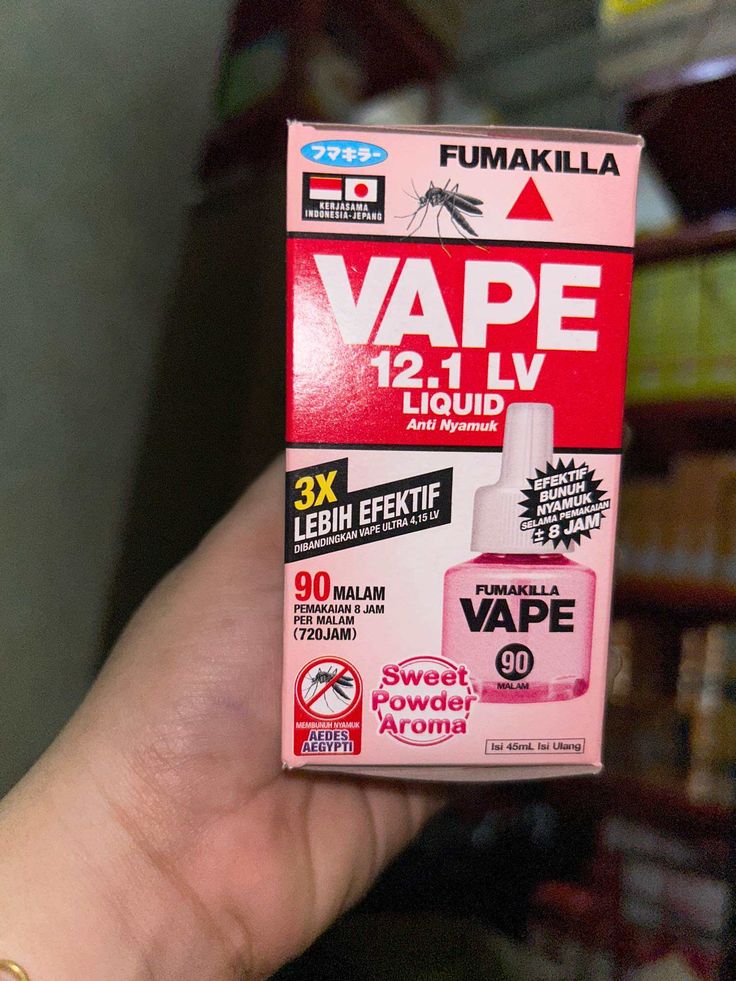 フマキラー
FUMAKILLA
KERJASAMA
INDONESIA-JEPANG
VAPE
12.1 LV
LIQUID
Anti Nyamuk
3X
LEBIH EFEKTIF
DIBANDINGKAN VAPE ULTRA 4,15 LV
EFEKTIF
BUNUH
NYAMUK
SELAMA PEMAKAIAN
± 8 JAM
90 MALAM
PEMAKAIAN 8 JAM
PER MALAM
(720JAM)
FUMAKILLA
VAPE
90
MALAM
MEMBUNUH NYAMUK
AEDES
AEGYPTI
Sweet
Powder
Aroma
Isi 45mL Isi Ulang